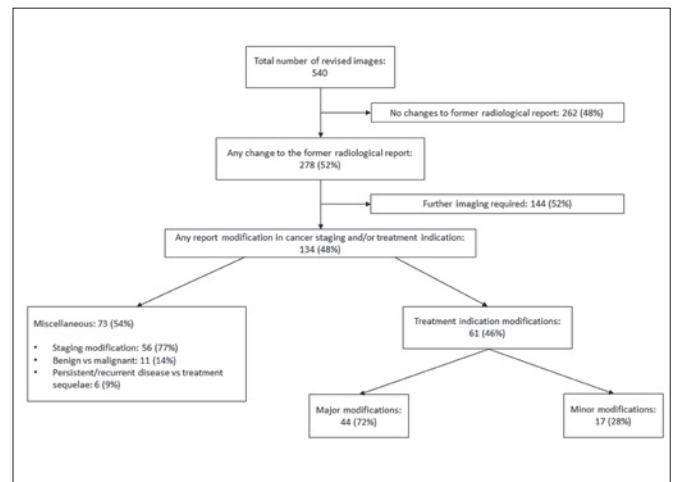 Total number of revised images:
540
No changes to former radiological report: 262 (48%)
Any change to the former radiological report:
278 (52%)
Further imaging required: 144 (52%)
Any report modification in cancer staging and/or treatment indication:
134 (48%)
Miscellaneous: 73 (54%)
• Staging modification: 56 (77%)
• Benign vs malignant: 11 (14%)
• Persistent/recurrent disease vs treatment
sequelae: 6 (9%)
Treatment indication modifications:
61 (46%)
Major modifications:
44 (72%)
Minor modifications:
17 (28%)